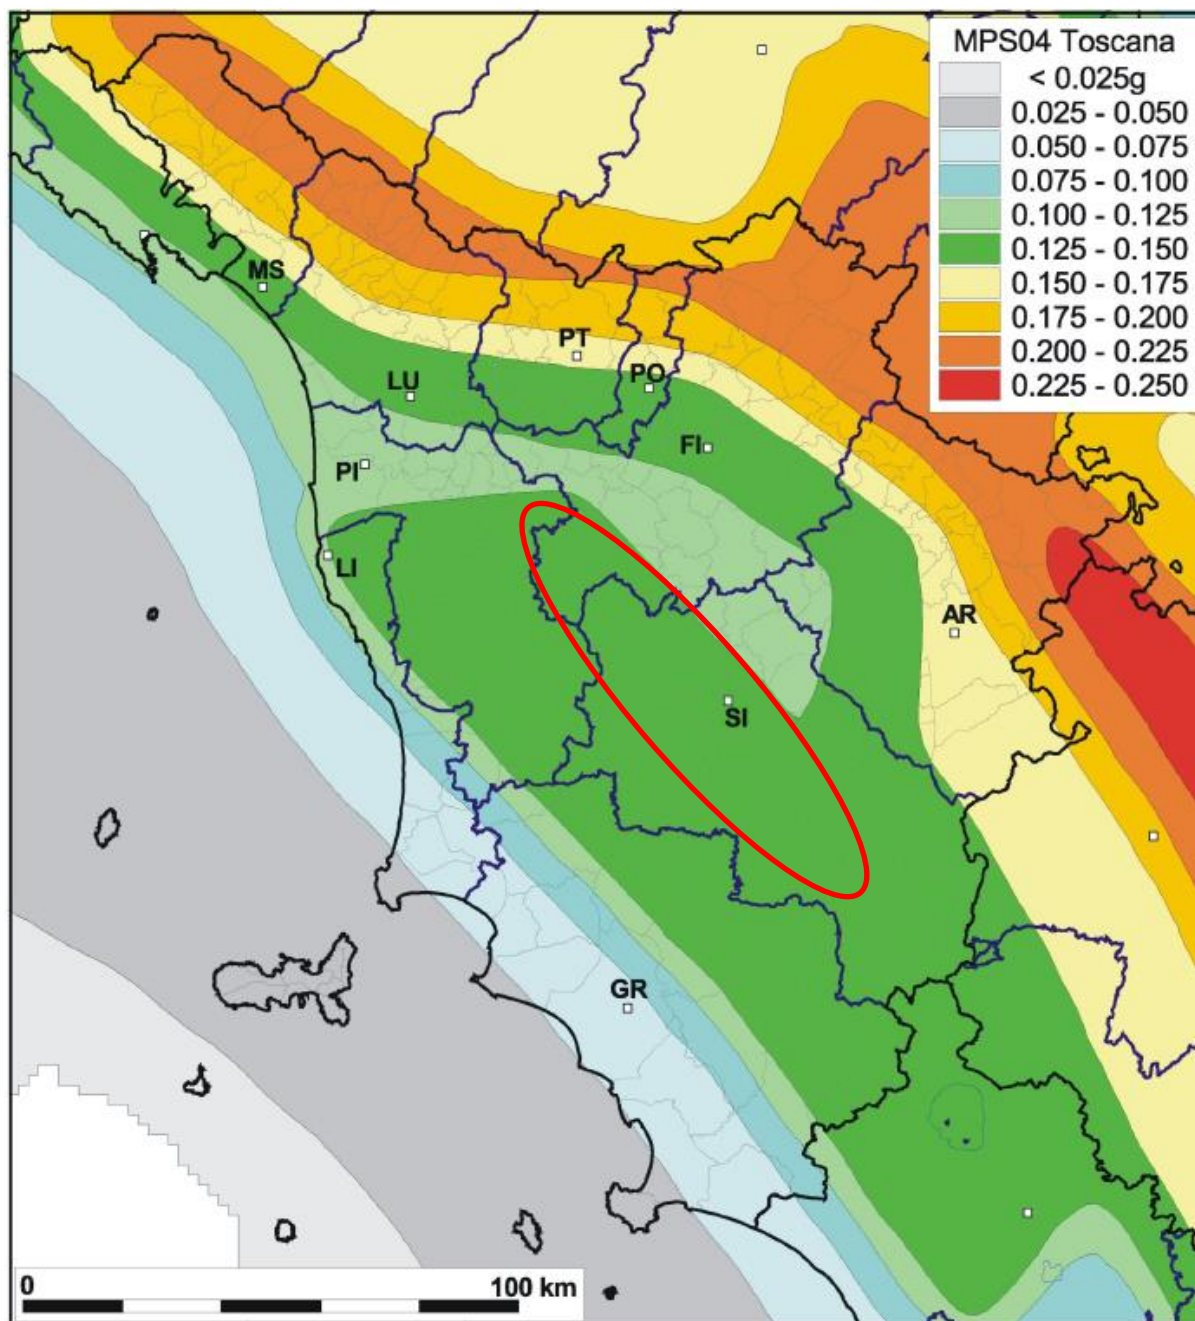 MPS04 Toscana
< 0.025g
0.025 - 0.050
0.050 - 0.075
0.075 - 0.100
0.100 - 0.125
0.125 - 0.150
0.150 - 0.175
0.175 - 0.200
0.200 - 0.225
0.225 - 0.250
MS
PT
LU
PO
FI
PI
LI
AR
SI
GR
0 100 km